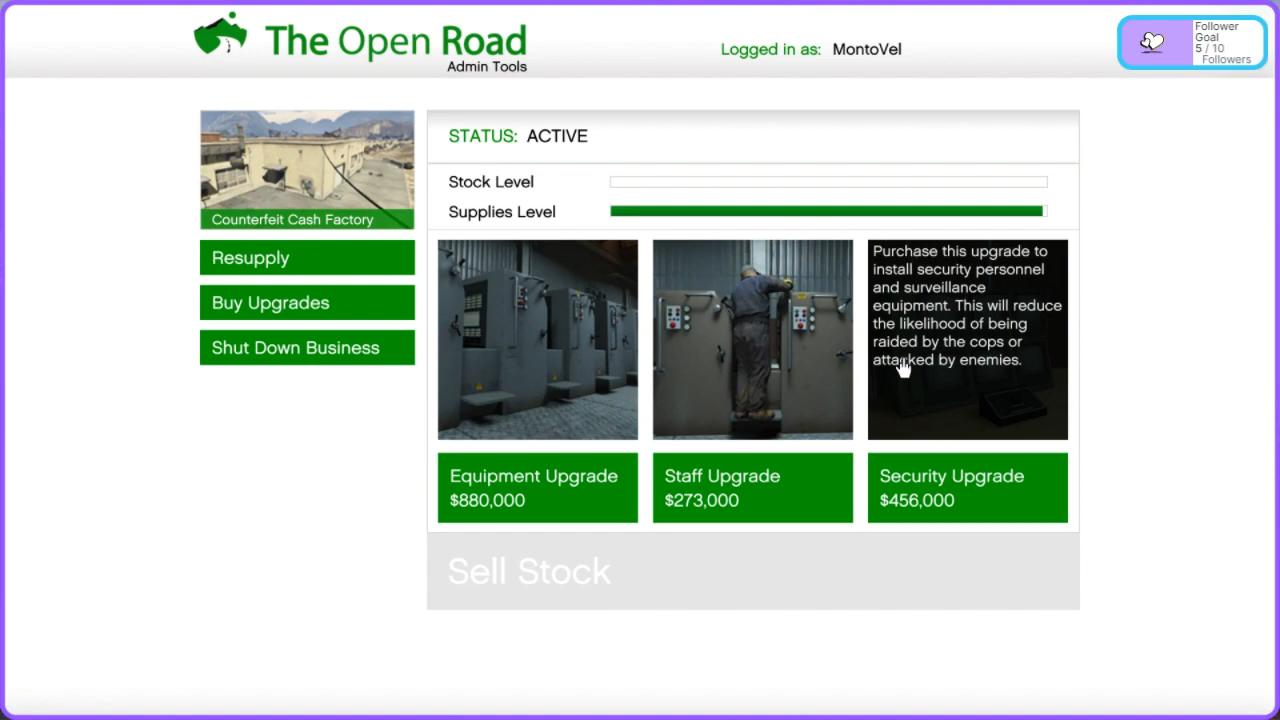 The Open Road
Admin Tools
Logged in as: MontoVel
Follower
Goal
5 / 10
Followers
Counterfeit Cash Factory
Resupply
Buy Upgrades
Shut Down Business
STATUS: ACTIVE
Stock Level
Supplies Level
Purchase this upgrade to
install security personnel
and surveillance
equipment. This will reduce
the likelihood of being
raided by the cops or
attacked by enemies.
Equipment Upgrade
$880,000
Staff Upgrade
$273,000
Security Upgrade
$456,000
Sell Stock